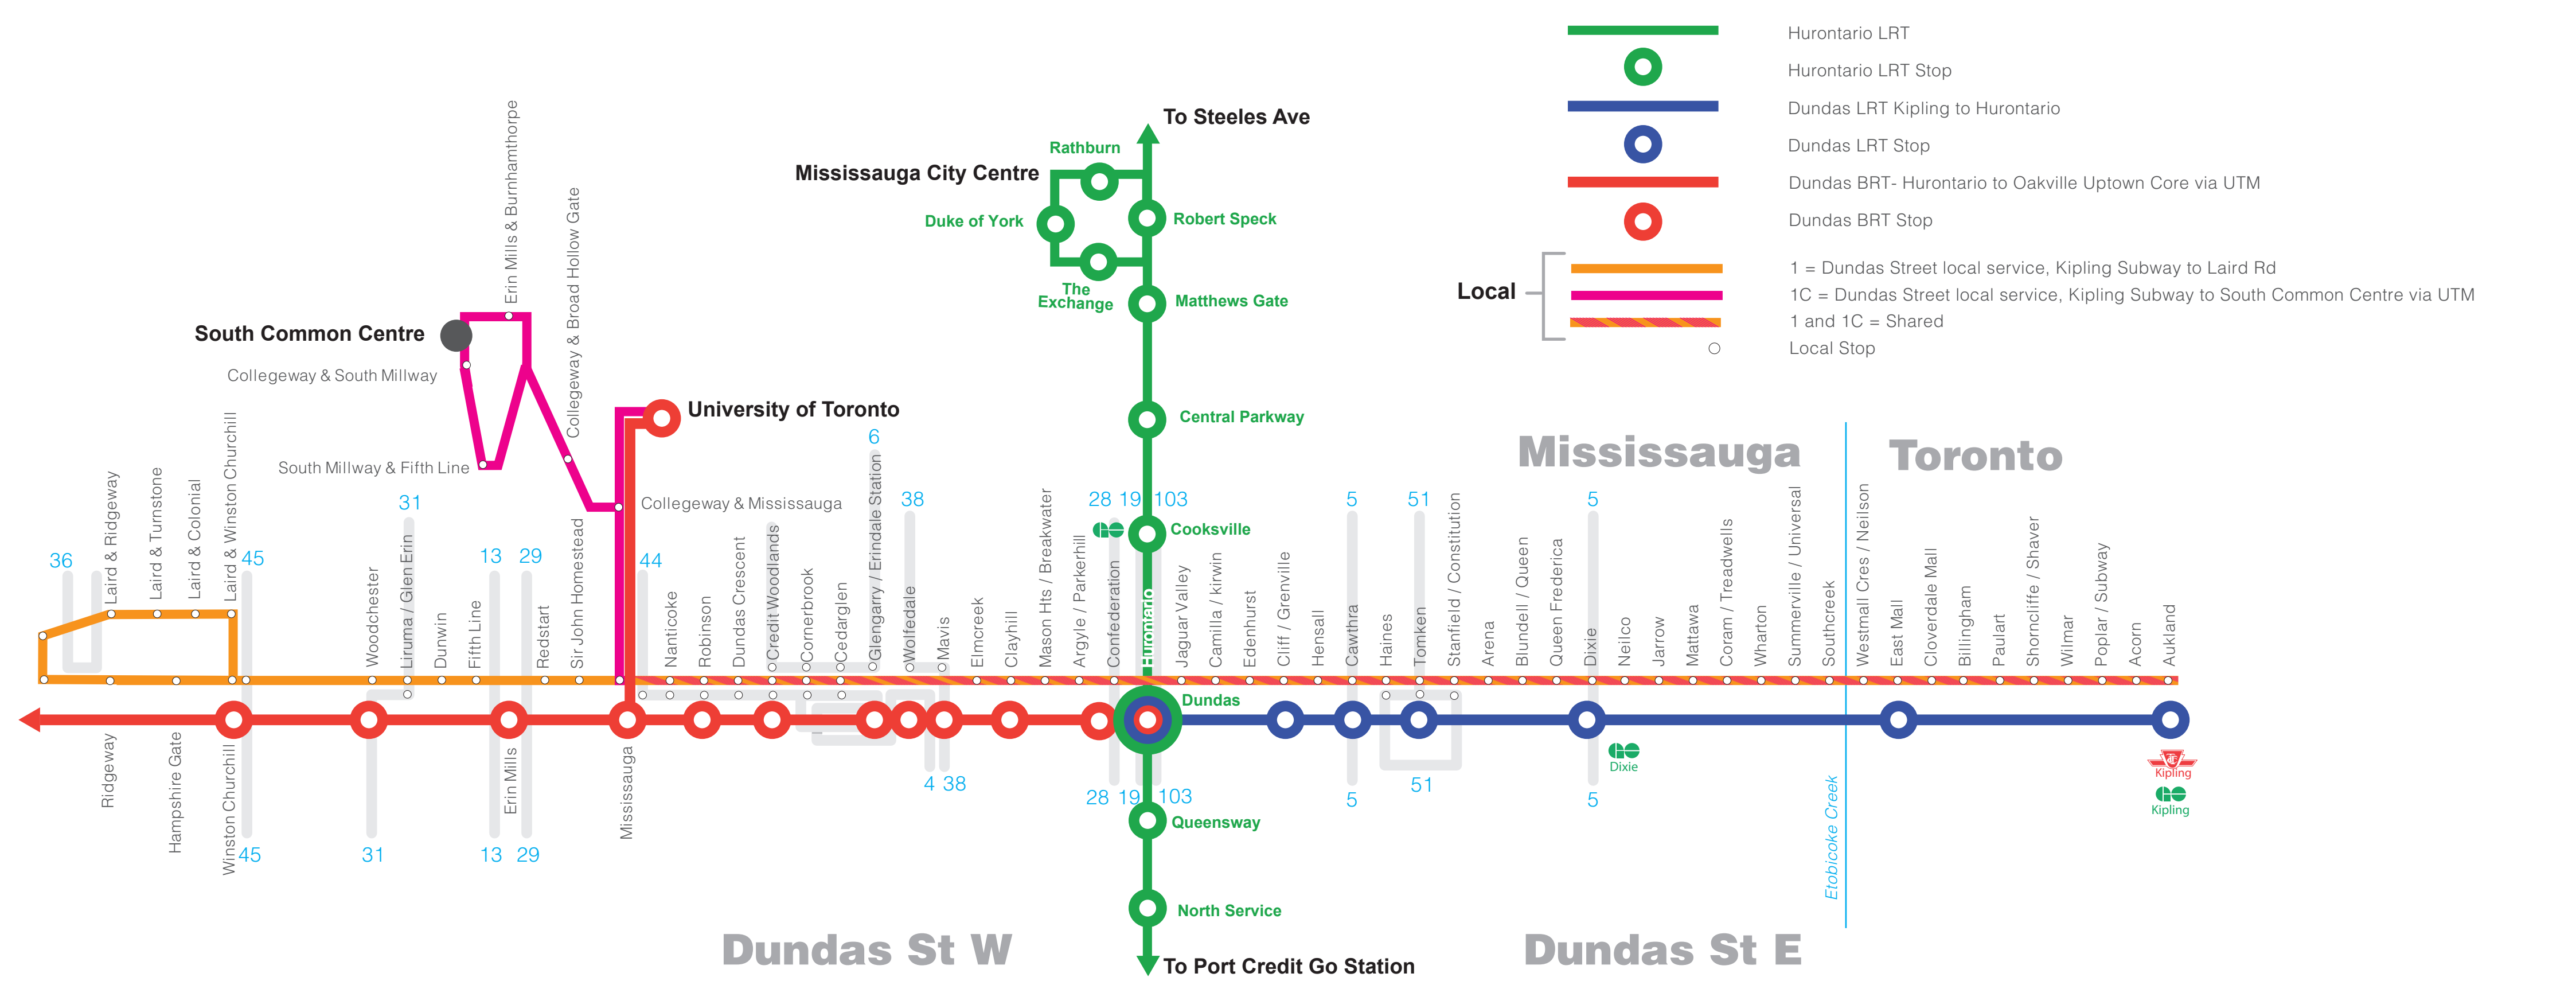 Hurontario LRT
Hurontario LRT Stop
Dundas LRT Kipling to Hurontario
Dundas LRT Stop
Dundas BRT- Hurontario to Oakville Uptown Core via UTM
Dundas BRT Stop
Local
1 = Dundas Street local service, Kipling Subway to Laird Rd
1C = Dundas Street local service, Kipling Subway to South Common Centre via UTM
1 and 1C = Shared
Local Stop
To Steeles Ave
Rathburn
Mississauga City Centre
Duke of York
Robert Speck
The
Exchange
Matthews Gate
Central Parkway
Cooksville
Hurontario
Dundas
Queensway
North Service
To Port Credit Go Station
Erin Mills & Burnhamthorpe
Collegeway & Broad Hollow Gate
South Common Centre
Collegeway & South Millway
South Millway & Fifth Line
University of Toronto
Collegeway & Mississauga
Mississauga
Toronto
36
45
31
13
29
44
6
38
28
19
103
5
51
5
Laird & Ridgeway
Laird & Turnstone
Laird & Colonial
Laird & Winston Churchill
Woodchester
Liruma / Glen Erin
Dunwin
Fifth Line
Redstart
Sir John Homestead
Nanticoke
Robinson
Dundas Crescent
Credit Woodlands
Cornerbrook
Cedarglen
Glengarry / Erindale Station
Wolfedale
Mavis
Elmcreek
Clayhill
Mason Hts / Breakwater
Argyle / Parkerhill
Confederation
Jaguar Valley
Camilla / kirwin
Edenhurst
Cliff / Grenville
Hensall
Cawthra
Haines
Tomken
Stanfield / Constitution
Arena
Blundell / Queen
Queen Frederica
Dixie
Neilco
Jarrow
Mattawa
Coram / Treadwells
Wharton
Summerville / Universal
Southcreek
Westmall Cres / Neilson
East Mall
Cloverdale Mall
Billingham
Paulart
Shorncliffe / Shaver
Wilmar
Poplar / Subway
Acorn
Aukland
Ridgeway
Hampshire Gate
Winston Churchill
Erin Mills
Mississauga
45
31
13
29
4
38
28
19
103
5
51
5
Dixie
Etobicoke Creek
Kipling
Kipling
Dundas St W
Dundas St E